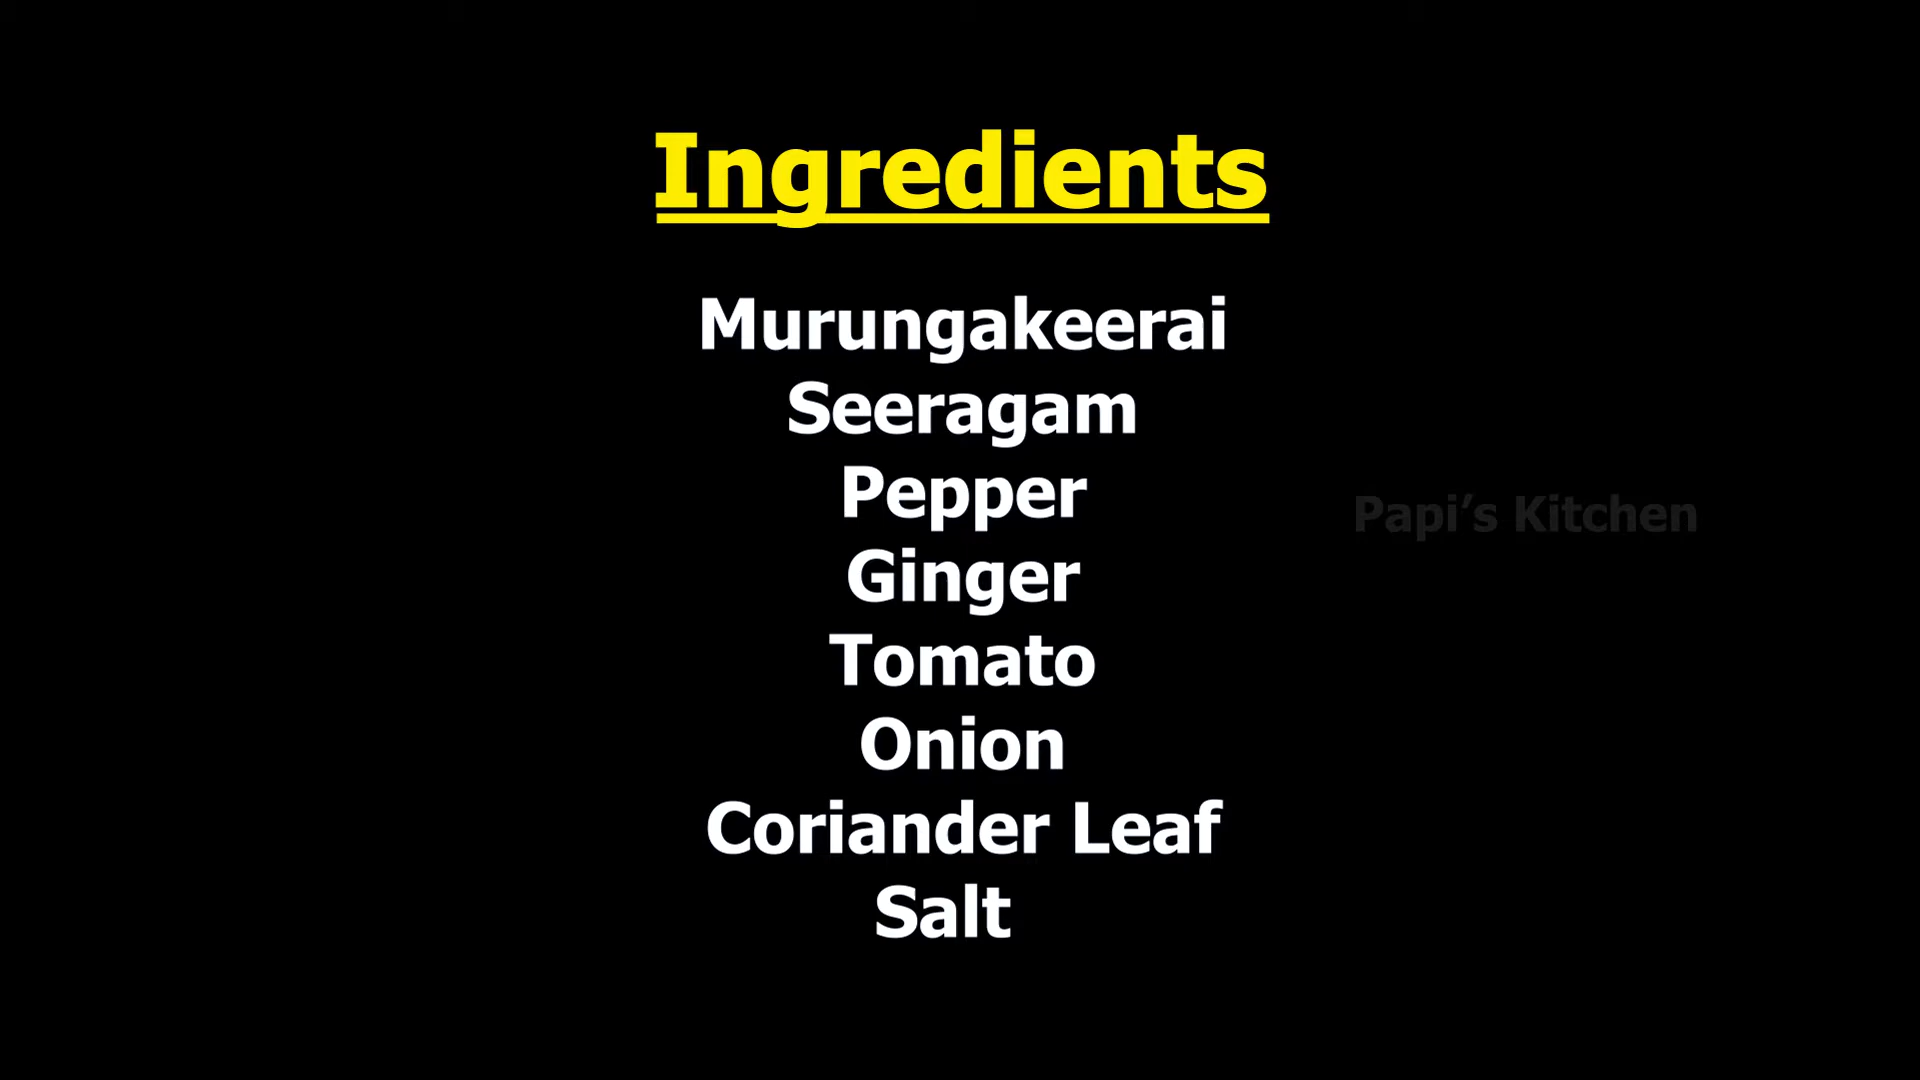 Ingredients
Murungakeerai
Seeragam
Pepper
Ginger
Tomato
Onion
Coriander Leaf
Salt
Papi’s Kitchen